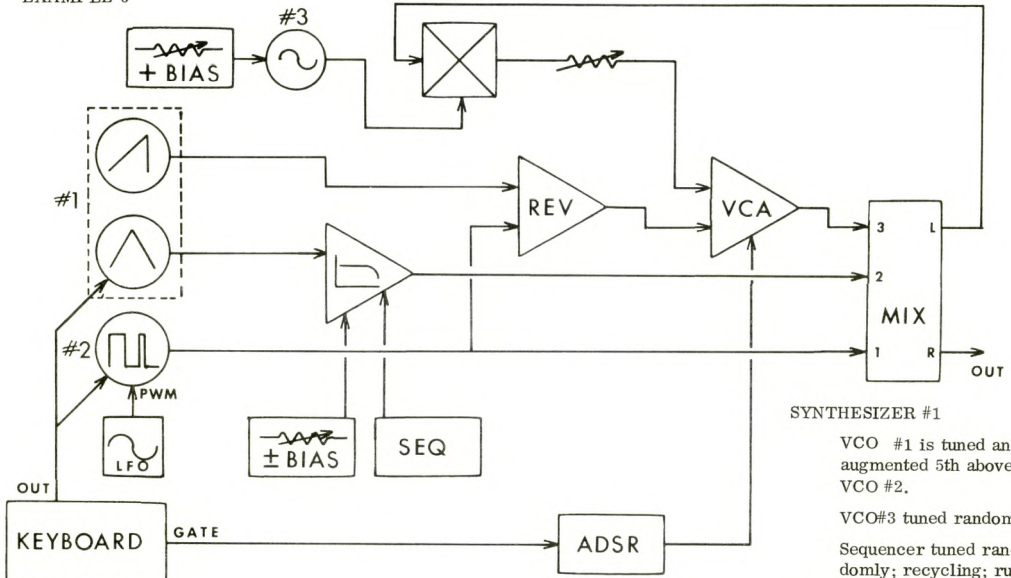 #3
+ BIAS
#1
REV
VCA
3 L
2
MIX
1 R
OUT
#2
PWM
LFO
± BIAS
SEQ
OUT
KEYBOARD
GATE
ADSR
SYNTHESIZER #1
VCO #1 is tuned an
augmented 5th above
VCO #2.
VCO#3 tuned random
Sequencer tuned ran-
domly; recycling; ru